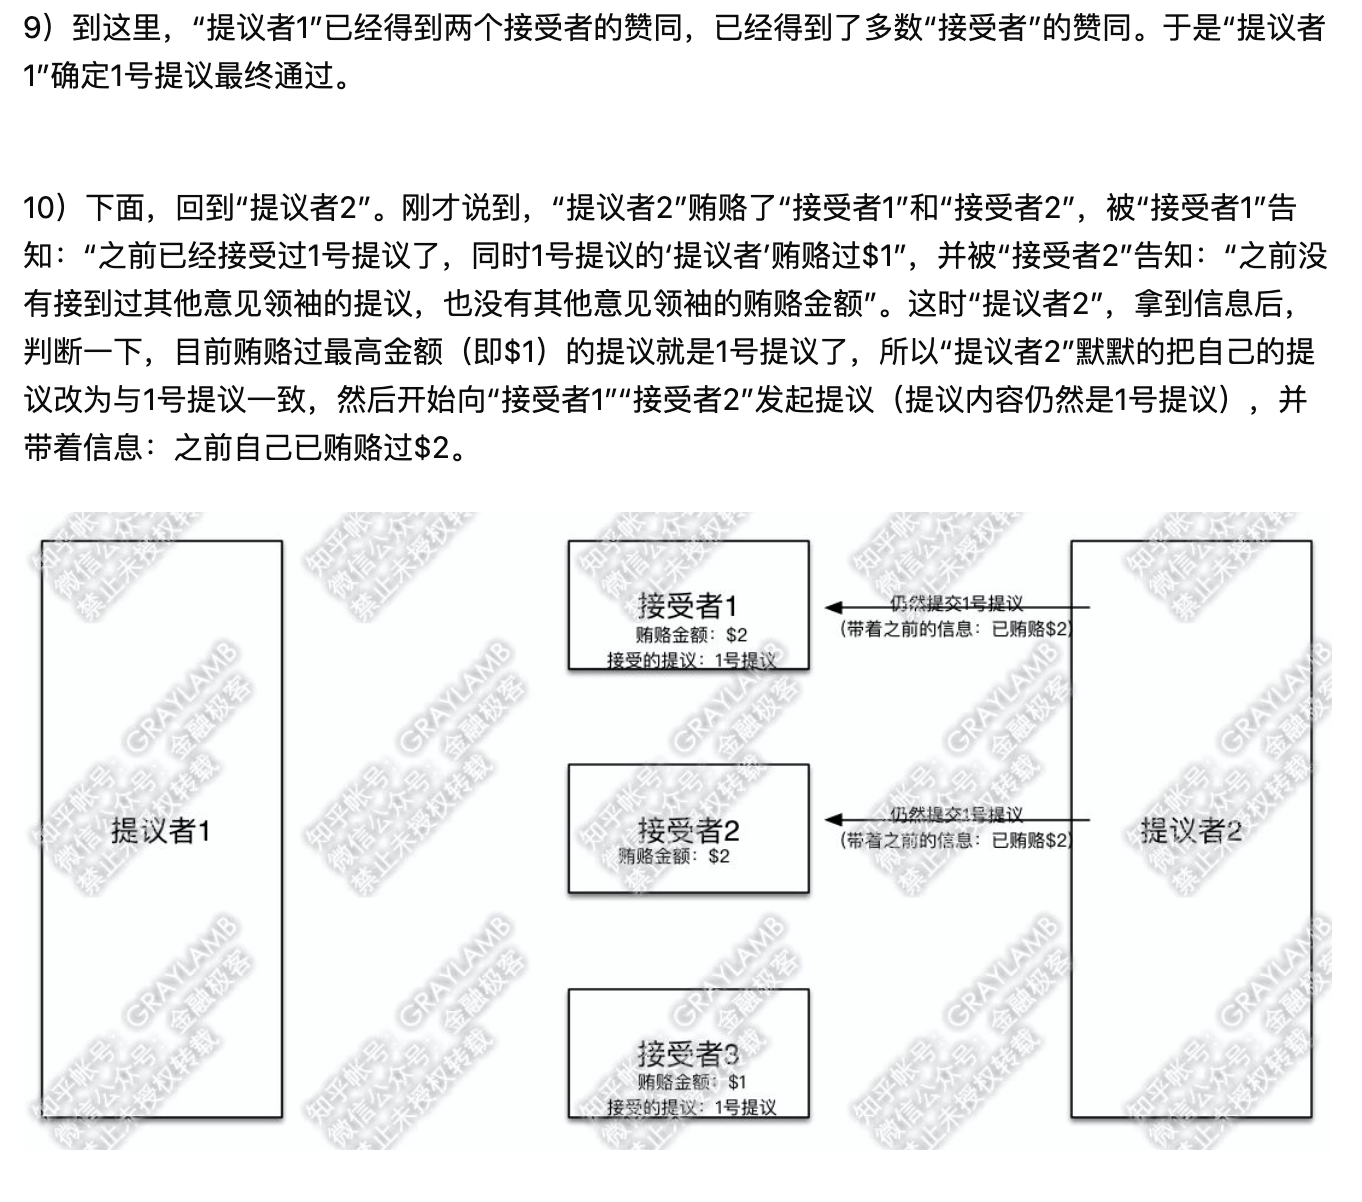 9）到这里，“提议者1”已经得到两个接受者的赞同，已经得到了多数“接受者”的赞同。于是“提议者
1”确定1号提议最终通过。
10）下面，回到“提议者2”。刚才说到，“提议者2”贿赂了“接受者1”和“接受者2”，被“接受者1”告
知：“之前已经接受过1号提议了，同时1号提议的‘提议者’贿赂过$1”，并被“接受者2”告知：“之前没
有接到过其他意见领袖的提议，也没有其他意见领袖的贿赂金额”。这时“提议者2”，拿到信息后，
判断一下，目前贿赂过最高金额（即$1）的提议就是1号提议了，所以“提议者2”默默的把自己的提
议改为与1号提议一致，然后开始向“接受者1”“接受者2”发起提议（提议内容仍然是1号提议），并
带着信息：之前自己已贿赂过$2。
接受者1
贿赂金额：$2
接受的提议：1号提议
仍然提交1号提议
(带着之前的信息：已贿赂$2)
提议者1
接受者2
贿赂金额：$2
仍然提交1号提议
(带着之前的信息：已贿赂$2)
提议者2
接受者3
贿赂金额：$1
接受的提议：1号提议
知乎帐号：GRAYLAMB
微信公众号：金融极客
禁止未授权转载